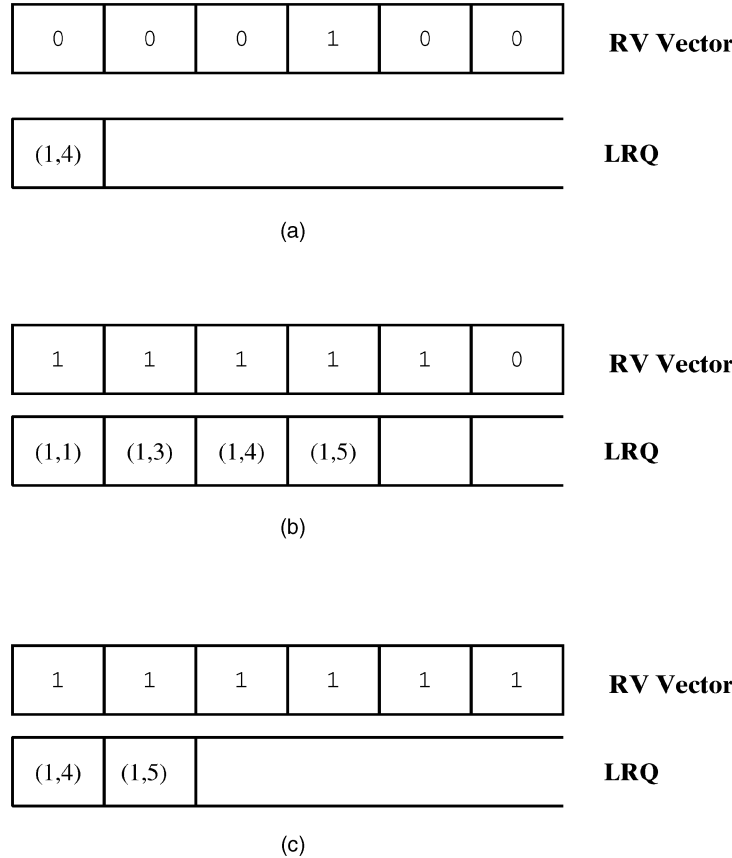 0 0 0 1 0 0 RV Vector
(1,4) LRQ
(a)
1 1 1 1 1 0 RV Vector
(1,1) (1,3) (1,4) (1,5) LRQ
(b)
1 1 1 1 1 1 RV Vector
(1,4) (1,5) LRQ
(c)